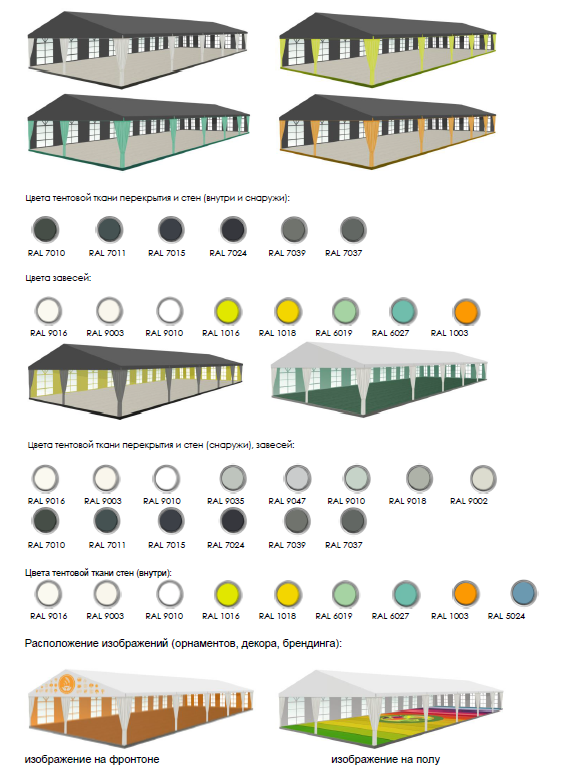 Цвета тентовой ткани перекрытия и стен (внутри и снаружи):
RAL 7010 RAL 7011 RAL 7015 RAL 7024 RAL 7039 RAL 7037
Цвета завесей:
RAL 9016 RAL 9003 RAL 9010 RAL 1016 RAL 1018 RAL 6019 RAL 6027 RAL 1003
Цвета тентовой ткани перекрытия и стен (снаружи), завесей:
RAL 9016 RAL 9003 RAL 9010 RAL 9035 RAL 9047 RAL 9010 RAL 9018 RAL 9002
RAL 7010 RAL 7011 RAL 7015 RAL 7024 RAL 7039 RAL 7037
Цвета тентовой ткани стен (внутри):
RAL 9016 RAL 9003 RAL 9010 RAL 1016 RAL 1018 RAL 6019 RAL 6027 RAL 1003 RAL 5024
Расположение изображений (орнаментов, декора, брендинга):
изображение на фронтоне изображение на полу